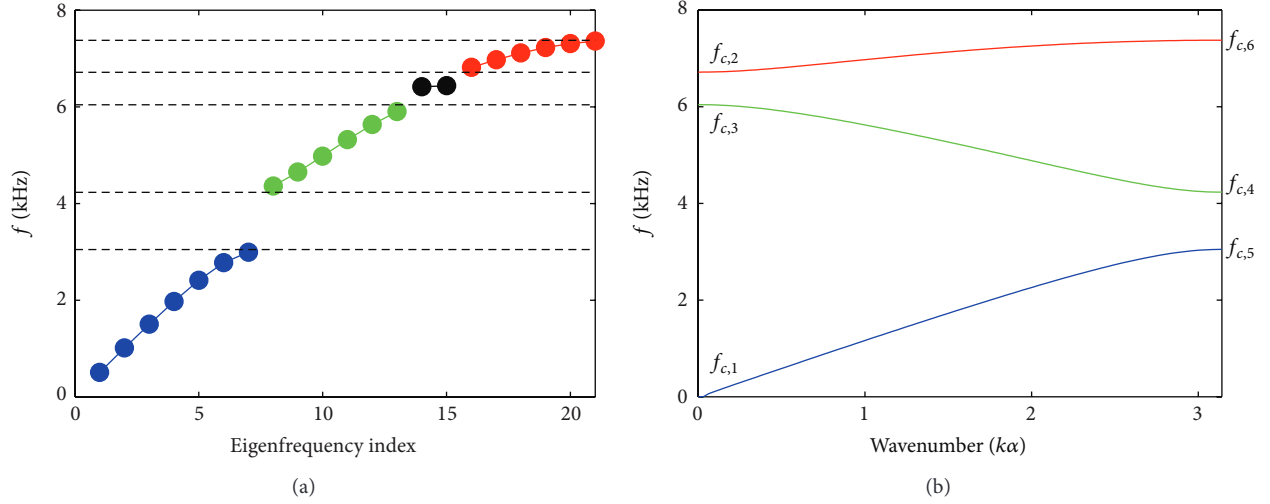 8
6
4
2
0
f (kHz)
0
5
10
15
20
Eigenfrequency index
(a)
8
6
4
2
0
f (kHz)
f_{c,2}
f_{c,3}
f_{c,1}
f_{c,6}
f_{c,4}
f_{c,5}
0
1
2
3
Wavenumber (kα)
(b)